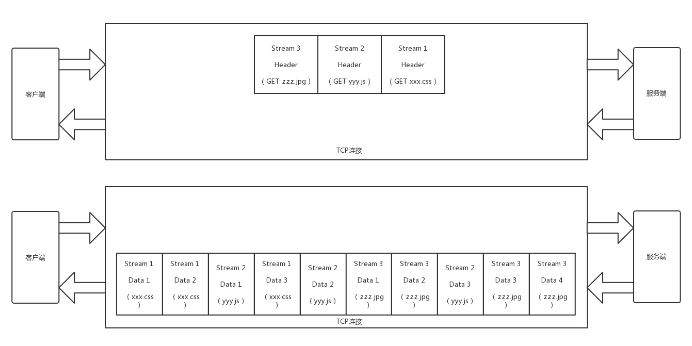 客户端
Stream 3
Header
( GET zzz.jpg )
Stream 2
Header
( GET yyy.js )
Stream 1
Header
( GET xxx.css )
TCP连接
服务端
客户端
Stream 1
Data 1
( xxx.css
)
Stream 1
Data 2
( xxx.css
)
Stream 2
Data 1
( yyy.js )
Stream 1
Data 3
( xxx.css
)
Stream 2
Data 2
( yyy.js )
Stream 3
Data 1
( zzz.jpg
)
Stream 3
Data 2
( zzz.jpg
)
Stream 2
Data 3
( yyy.js )
Stream 3
Data 3
( zzz.jpg
)
Stream 3
Data 4
( zzz.jpg
)
TCP连接
服务端